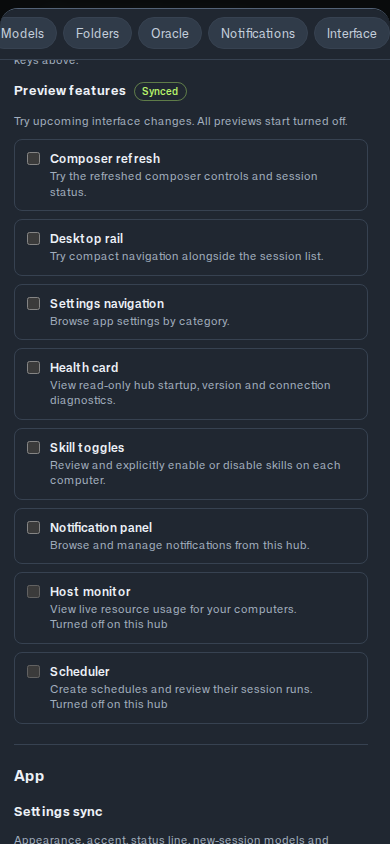 Models
Folders
Oracle
Notifications
Interface
keys above.
Preview features
Synced
Try upcoming interface changes. All previews start turned off.
Composer refresh
Try the refreshed composer controls and session
status.
Desktop rail
Try compact navigation alongside the session list.
Settings navigation
Browse app settings by category.
Health card
View read-only hub startup, version and connection
diagnostics.
Skill toggles
Review and explicitly enable or disable skills on each
computer.
Notification panel
Browse and manage notifications from this hub.
Host monitor
View live resource usage for your computers.
Turned off on this hub
Scheduler
Create schedules and review their session runs.
Turned off on this hub
App
Settings sync
Appearance, accent, status line, new-session models and